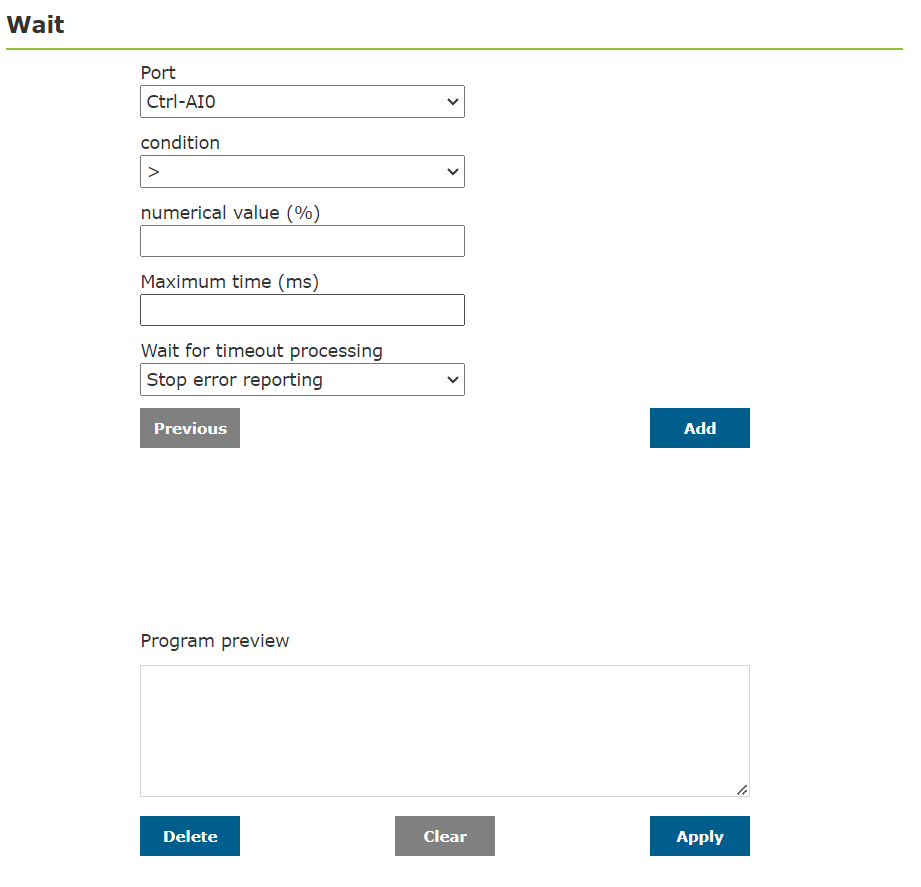 Wait
Port
Ctrl-AI0
condition
>
numerical value (%)
Maximum time (ms)
Wait for timeout processing
Stop error reporting
Previous
Add
Program preview
Delete
Clear
Apply